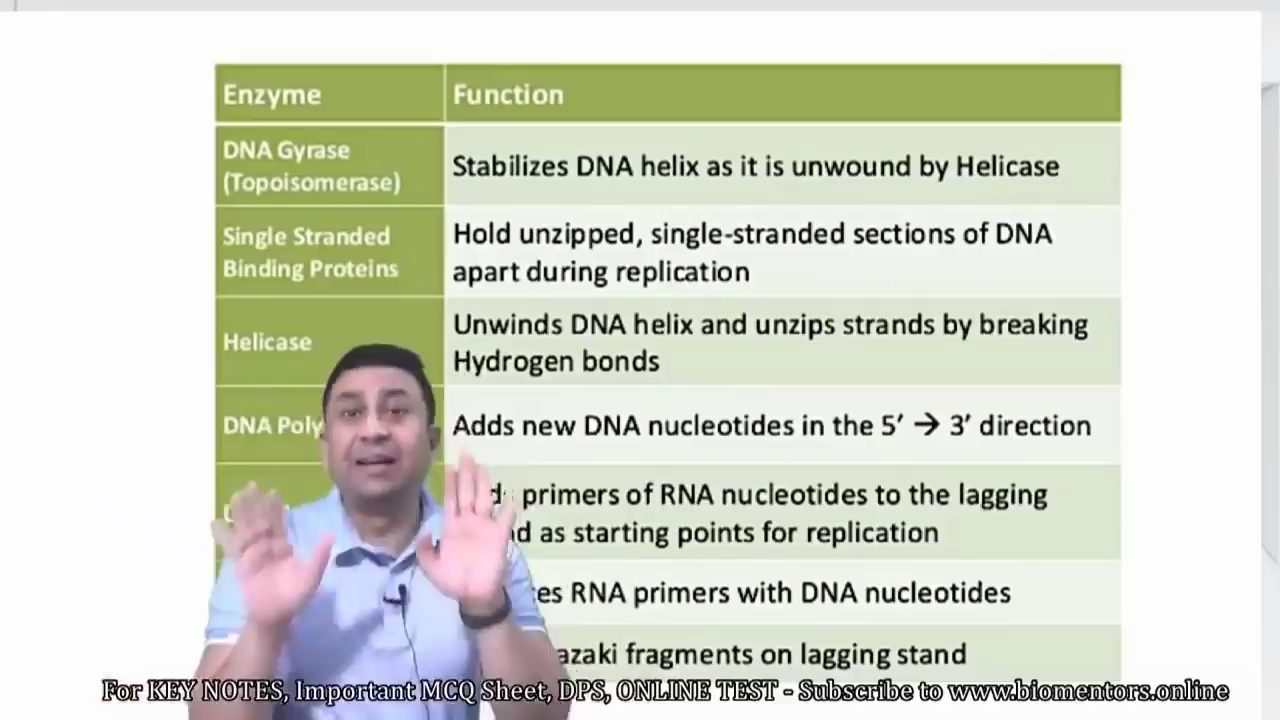 Enzyme
Function
DNA Gyrase
(Topoisomerase)
Stabilizes DNA helix as it is unwound by Helicase
Single Stranded
Binding Proteins
Hold unzipped, single-stranded sections of DNA
apart during replication
Helicase
Unwinds DNA helix and unzips strands by breaking
Hydrogen bonds
DNA Poly
Adds new DNA nucleotides in the 5′ → 3′ direction
primers of RNA nucleotides to the lagging
as starting points for replication
RNA primers with DNA nucleotides
azaki fragments on lagging stand
For KEY NOTES, Important MCQ Sheet, DPS, ONLINE TEST - Subscribe to www.biomentors.online